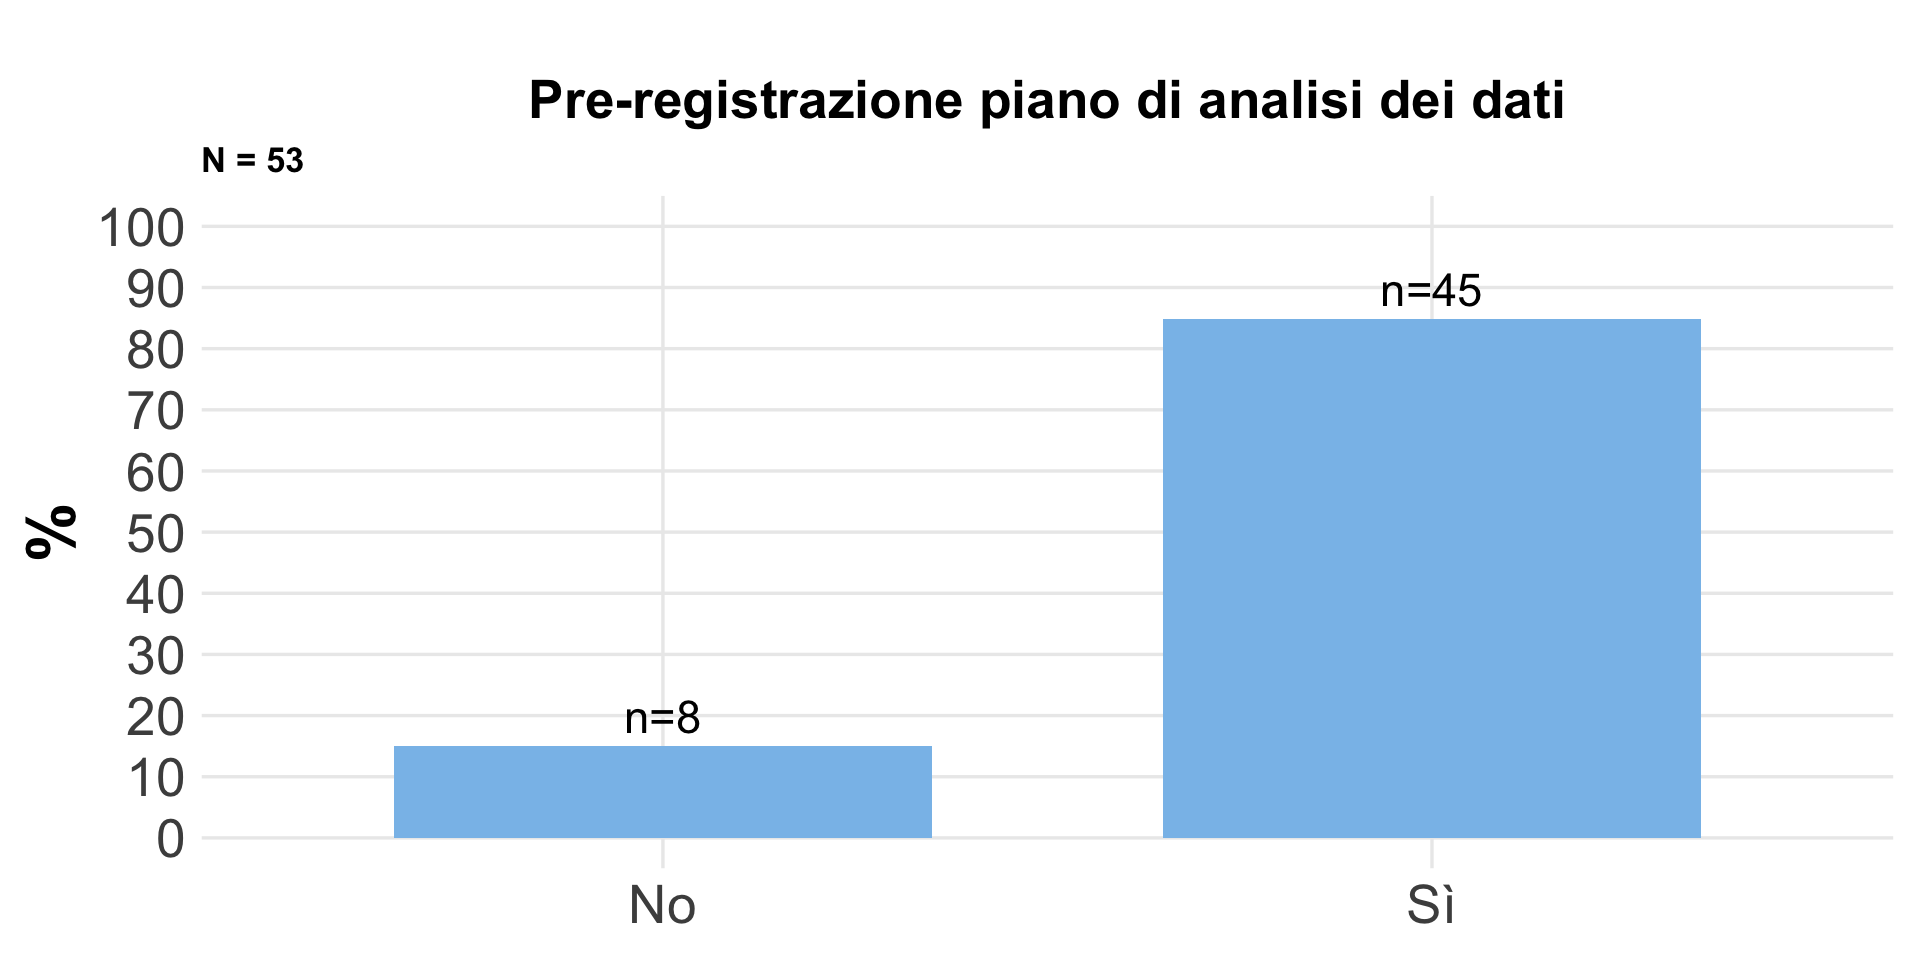 Pre-registrazione piano di analisi dei dati
N = 53
100
90
80
70
60
50
40
30
20
10
0
%
n=8
n=45
No
Sì